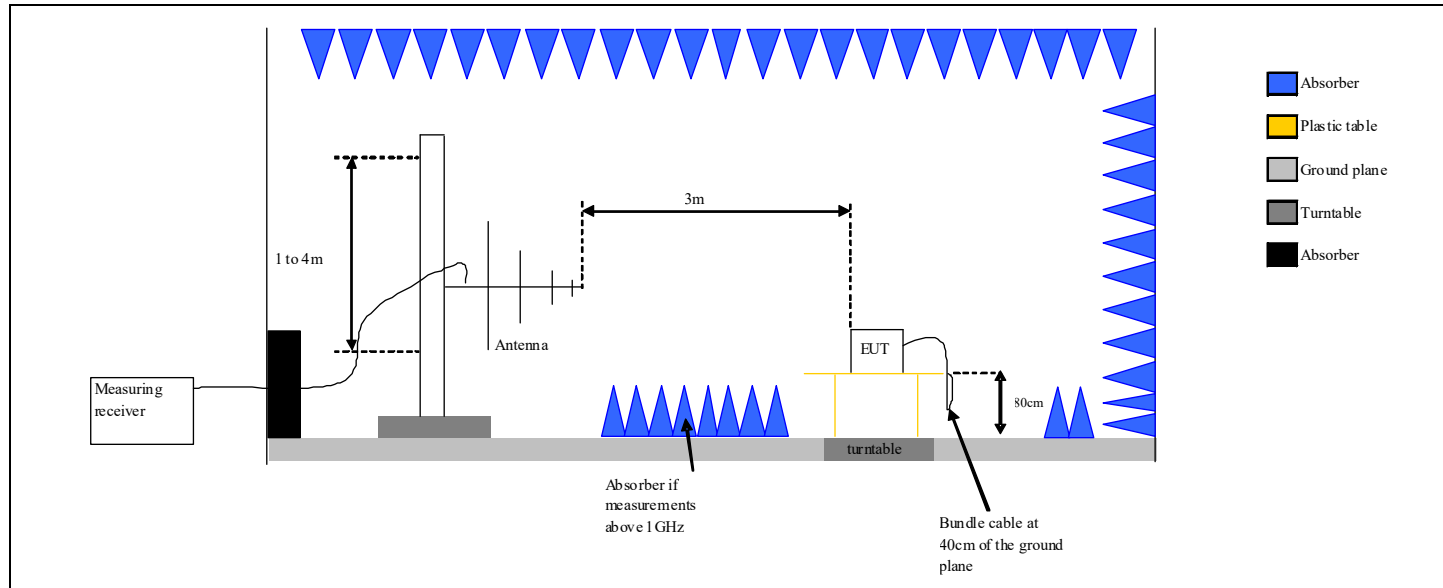 Absorber
Plastic table
Ground plane
Turntable
Absorber
3m
1 to 4m
Antenna
EUT
Measuring
receiver
80cm
turntable
Absorber if
measurements
above 1GHz
Bundle cable at
40cm of the ground
plane